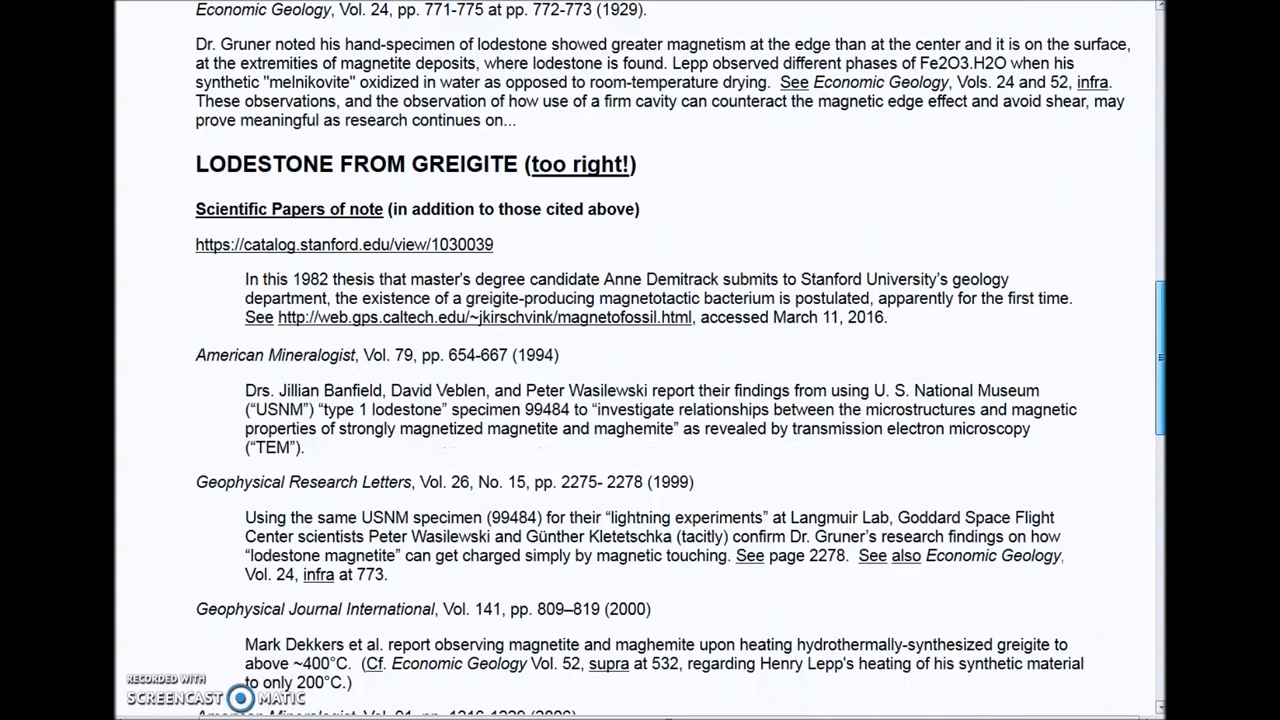 Economic Geology, Vol. 24, pp. 771-775 at pp. 772-773 (1929).
Dr. Gruner noted his hand-specimen of lodestone showed greater magnetism at the edge than at the center and it is on the surface,
at the extremities of magnetite deposits, where lodestone is found. Lepp observed different phases of Fe2O3.H2O when his
synthetic "melnikovite" oxidized in water as opposed to room-temperature drying. See Economic Geology, Vols. 24 and 52, infra.
These observations, and the observation of how use of a firm cavity can counteract the magnetic edge effect and avoid shear, may
prove meaningful as research continues on...
LODESTONE FROM GREIGITE (too right!)
Scientific Papers of note (in addition to those cited above)
https://catalog.stanford.edu/view/1030039
In this 1982 thesis that master's degree candidate Anne Demitrack submits to Stanford University's geology
department, the existence of a greigite-producing magnetotactic bacterium is postulated, apparently for the first time.
See http://web.gps.caltech.edu/~jkirschvink/magnetofossil.html, accessed March 11, 2016.
American Mineralogist, Vol. 79, pp. 654-667 (1994)
Drs. Jillian Banfield, David Veblen, and Peter Wasilewski report their findings from using U. S. National Museum
(“USNM”) “type 1 lodestone” specimen 99484 to “investigate relationships between the microstructures and magnetic
properties of strongly magnetized magnetite and maghemite” as revealed by transmission electron microscopy
(“TEM”).
Geophysical Research Letters, Vol. 26, No. 15, pp. 2275- 2278 (1999)
Using the same USNM specimen (99484) for their “lightning experiments” at Langmuir Lab, Goddard Space Flight
Center scientists Peter Wasilewski and Günther Kletetschka (tacitly) confirm Dr. Gruner’s research findings on how
“lodestone magnetite” can get charged simply by magnetic touching. See page 2278. See also Economic Geology,
Vol. 24, infra at 773.
Geophysical Journal International, Vol. 141, pp. 809–819 (2000)
Mark Dekkers et al. report observing magnetite and maghemite upon heating hydrothermally-synthesized greigite to
above ~400°C. (Cf. Economic Geology Vol. 52, supra at 532, regarding Henry Lepp's heating of his synthetic material
to only 200°C.)
RECORDED WITH
SCREENCAST MATIC